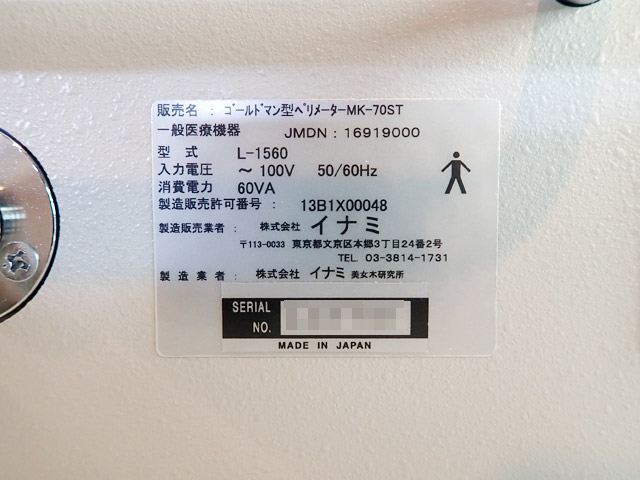 販売名 : ゴールドマン型ペリメーターMK-70ST
一般医療機器 JMDN : 16919000
型 式 L-1560
入力電圧 ～ 100V 50/60Hz
消費電力 60VA
製造販売許可番号 : 13B1X00048
製造販売業者 : 株式会社 イナミ
〒113-0033 東京都文京区本郷3丁目24番2号
TEL. 03-3814-1731
製 造 業 者 : 株式会社 イナミ 美女木研究所
SERIAL
NO.
MADE IN JAPAN